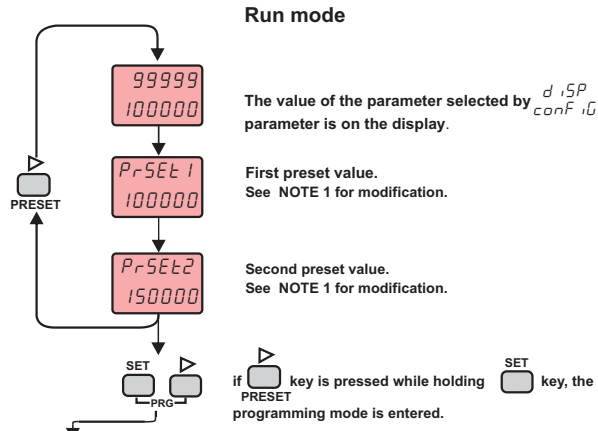 Run mode
99999
100000
The value of the parameter selected by diSP conFiG
parameter is on the display.
PrSEt1
100000
First preset value.
See NOTE 1 for modification.
PRESET
PrSEt2
150000
Second preset value.
See NOTE 1 for modification.
SET
PRG
if PRESET key is pressed while holding SET key, the
programming mode is entered.